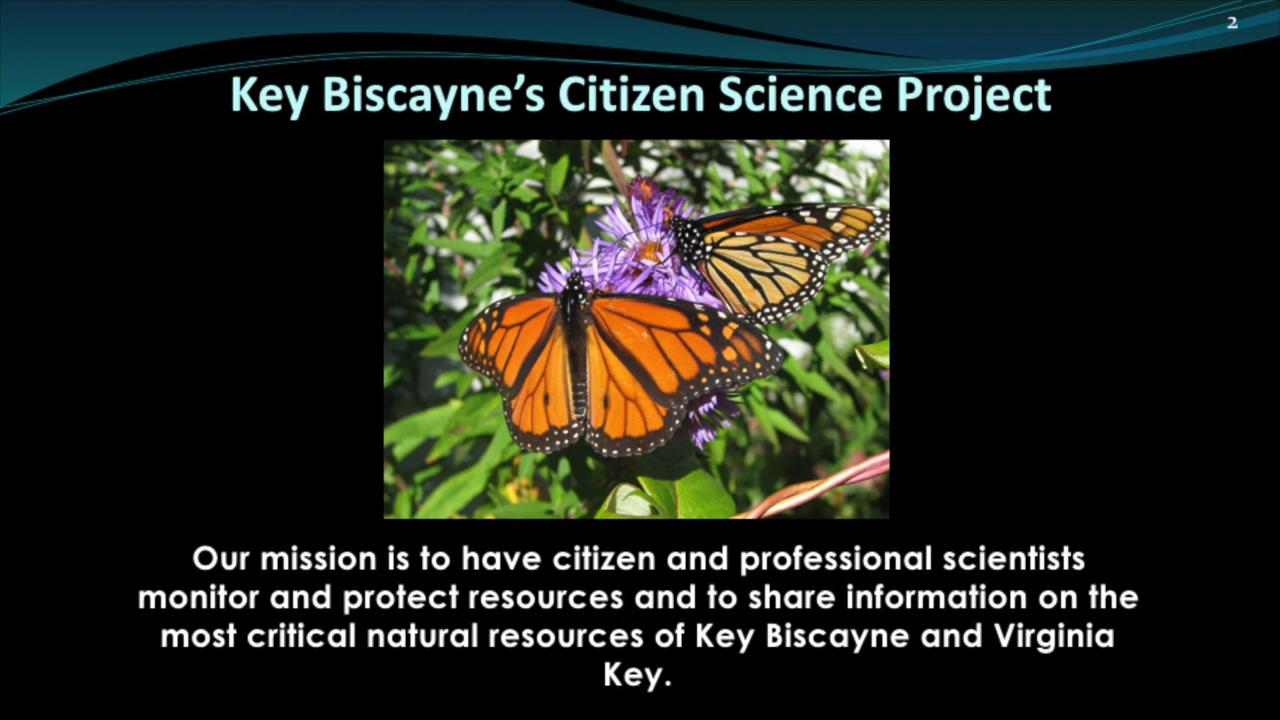 2
Key Biscayne’s Citizen Science Project
Our mission is to have citizen and professional scientists
monitor and protect resources and to share information on the
most critical natural resources of Key Biscayne and Virginia
Key.